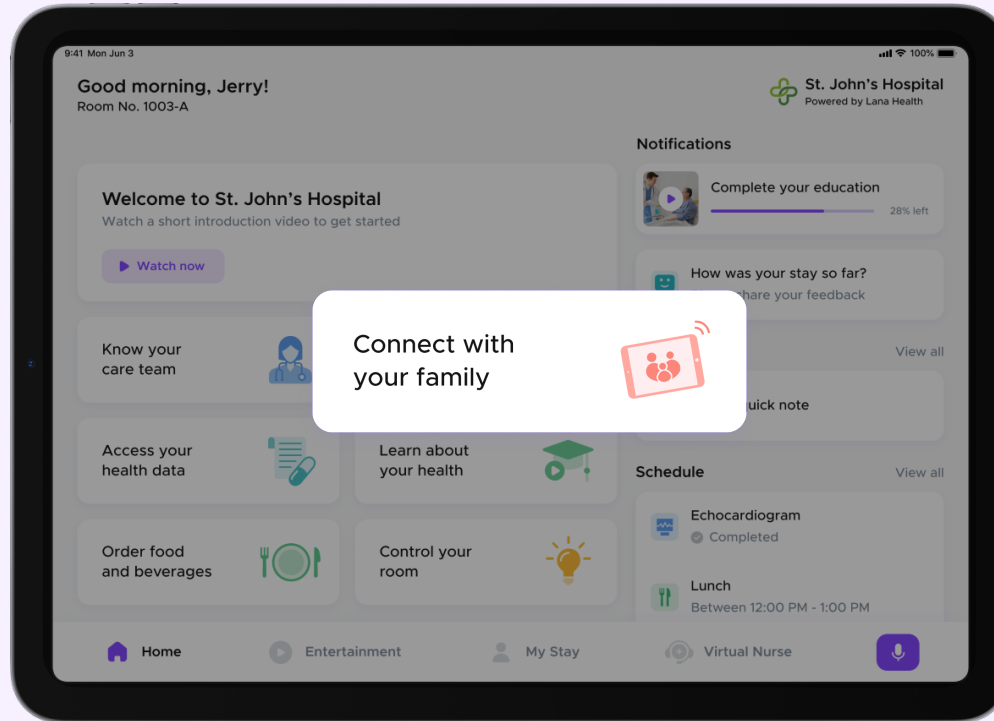 9:41 Mon Jun 3
100%
Good morning, Jerry!
Room No. 1003-A
St. John's Hospital
Powered by Lana Health
Welcome to St. John's Hospital
Watch a short introduction video to get started
Watch now
Know your
care team
Connect with
your family
Access your
health data
Learn about
your health
Order food
and beverages
Control your
room
Notifications
Complete your education
28% left
How was your stay so far?
share your feedback
View all
quick note
Schedule
View all
Echocardiogram
Completed
Lunch
Between 12:00 PM - 1:00 PM
Home
Entertainment
My Stay
Virtual Nurse